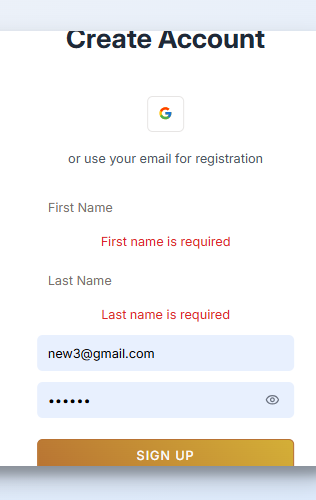 Create Account
or use your email for registration
First Name
First name is required
Last Name
Last name is required
new3@gmail.com
••••••
SIGN UP